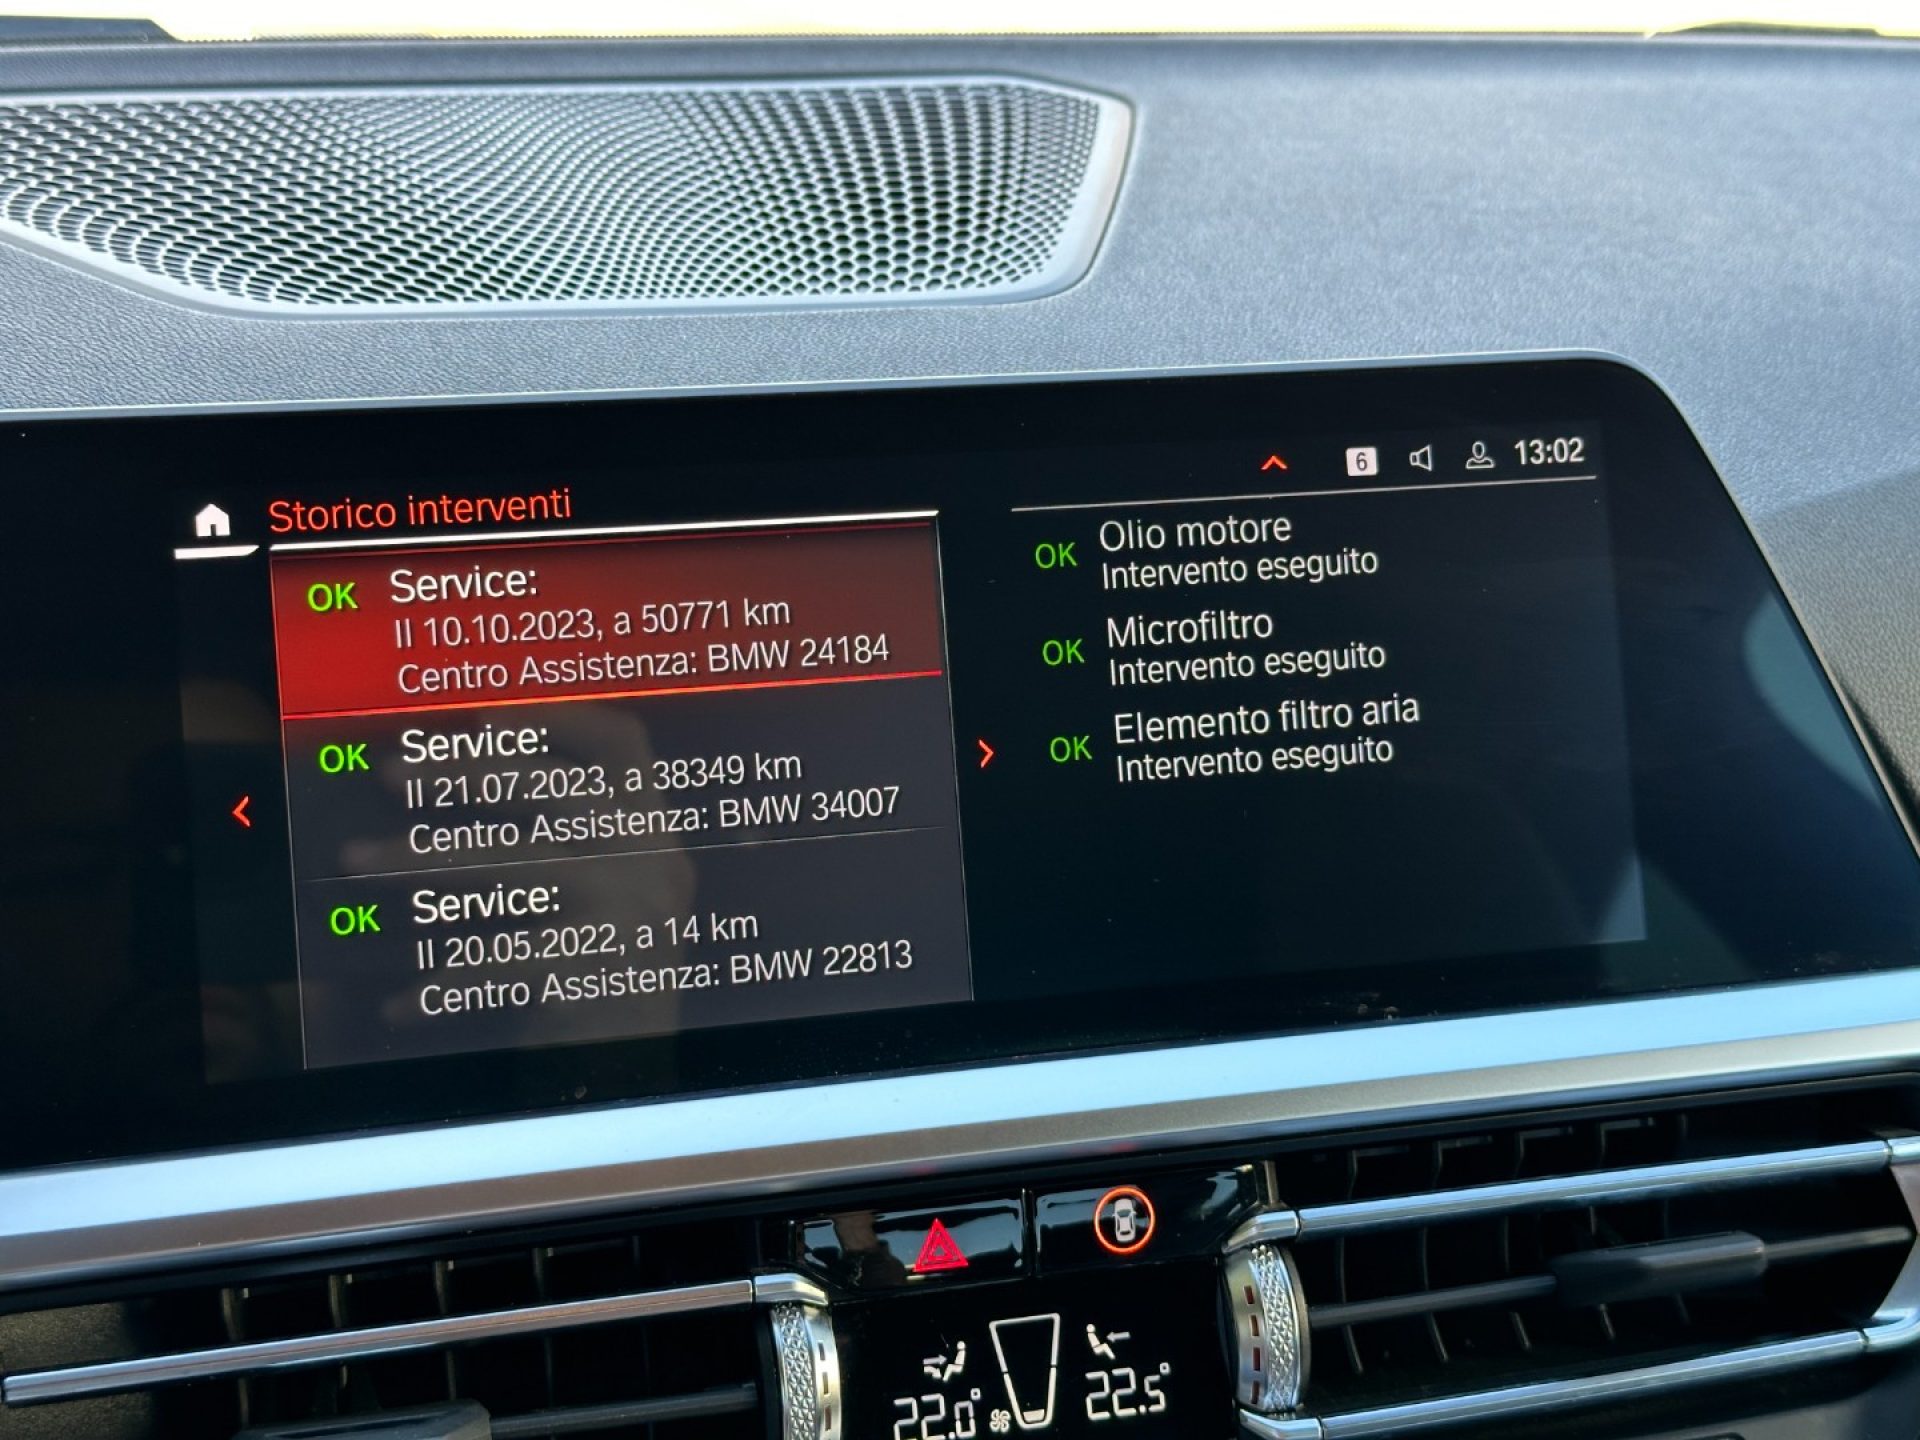 6 13:02
Storico interventi
OK Service:
Il 10.10.2023, a 50771 km
Centro Assistenza: BMW 24184
OK Service:
Il 21.07.2023, a 38349 km
Centro Assistenza: BMW 34007
OK Service:
Il 20.05.2022, a 14 km
Centro Assistenza: BMW 22813
OK Olio motore
Intervento eseguito
OK Microfiltro
Intervento eseguito
OK Elemento filtro aria
Intervento eseguito
22.0° 22.5°